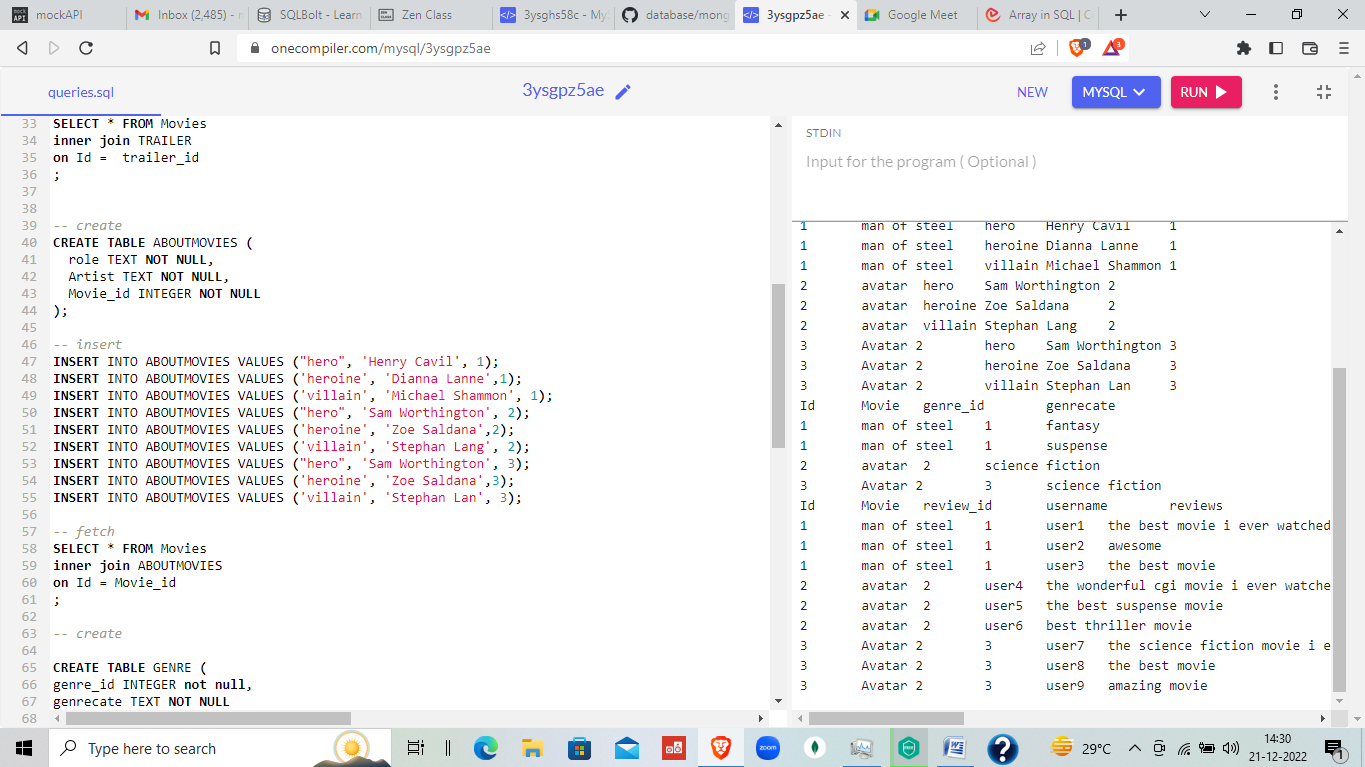 mockAPI
Inbox (2,485) - r
SQLBolt - Learn
Zen Class
3ysghs58c - My
database/mong
3ysgpz5ae -
Google Meet
Array in SQL | C
onecompiler.com/mysql/3ysgpz5ae
1
3
queries.sql
3ysgpz5ae
NEW
MYSQL
RUN
33 SELECT * FROM Movies
34 inner join TRAILER
35 on Id =  trailer_id
36 ;
37
38
39 -- create
40 CREATE TABLE ABOUTMOVIES (
41   role TEXT NOT NULL,
42   Artist TEXT NOT NULL,
43   Movie_id INTEGER NOT NULL
44 );
45
46 -- insert
47 INSERT INTO ABOUTMOVIES VALUES ("hero", 'Henry Cavil', 1);
48 INSERT INTO ABOUTMOVIES VALUES ('heroine', 'Dianna Lanne',1);
49 INSERT INTO ABOUTMOVIES VALUES ('villain', 'Michael Shammon', 1);
50 INSERT INTO ABOUTMOVIES VALUES ("hero", 'Sam Worthington', 2);
51 INSERT INTO ABOUTMOVIES VALUES ('heroine', 'Zoe Saldana',2);
52 INSERT INTO ABOUTMOVIES VALUES ('villain', 'Stephan Lang', 2);
53 INSERT INTO ABOUTMOVIES VALUES ("hero", 'Sam Worthington', 3);
54 INSERT INTO ABOUTMOVIES VALUES ('heroine', 'Zoe Saldana',3);
55 INSERT INTO ABOUTMOVIES VALUES ('villain', 'Stephan Lan', 3);
56
57 -- fetch
58 SELECT * FROM Movies
59 inner join ABOUTMOVIES
60 on Id = Movie_id
61 ;
62
63 -- create
64
65 CREATE TABLE GENRE (
66 genre_id INTEGER not null,
67 genrecate TEXT NOT NULL
68
STDIN
Input for the program ( Optional )
1 man of steel hero Henry Cavil 1
1 man of steel heroine Dianna Lanne 1
1 man of steel villain Michael Shammon 1
2 avatar hero Sam Worthington 2
2 avatar heroine Zoe Saldana 2
2 avatar villain Stephan Lang 2
3 Avatar 2 hero Sam Worthington 3
3 Avatar 2 heroine Zoe Saldana 3
3 Avatar 2 villain Stephan Lan 3
Id Movie genre_id genrecate
1 man of steel 1 fantasy
1 man of steel 1 suspense
2 avatar 2 science fiction
3 Avatar 2 3 science fiction
Id Movie review_id username reviews
1 man of steel 1 user1 the best movie i ever watched
1 man of steel 1 user2 awesome
1 man of steel 1 user3 the best movie
2 avatar 2 user4 the wonderful cgi movie i ever watche
2 avatar 2 user5 the best suspense movie
2 avatar 2 user6 best thriller movie
3 Avatar 2 3 user7 the science fiction movie i e
3 Avatar 2 3 user8 the best movie
3 Avatar 2 3 user9 amazing movie
Type here to search
zoom
29°C
14:30
21-12-2022
1